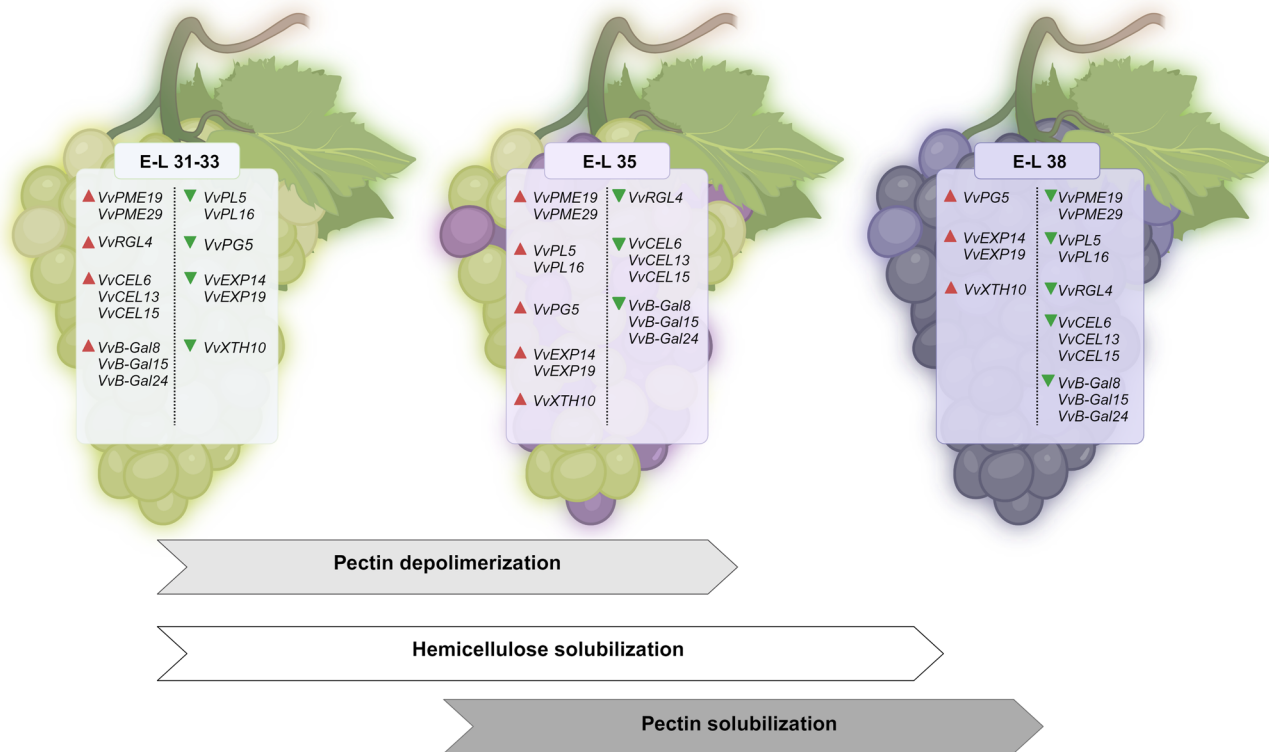 E-L 31-33
VvPME19
VvPME29
VvRGL4
VvCEL6
VvCEL13
VvCEL15
VvB-Gal8
VvB-Gal15
VvB-Gal24
VvPL5
VvPL16
VvPG5
VvEXP14
VvEXP19
VvXTH10
E-L 35
VvPME19
VvPME29
VvPL5
VvPL16
VvPG5
VvEXP14
VvEXP19
VvXTH10
VvRGL4
VvCEL6
VvCEL13
VvCEL15
VvB-Gal8
VvB-Gal15
VvB-Gal24
E-L 38
VvPG5
VvEXP14
VvEXP19
VvXTH10
VvPME19
VvPME29
VvPL5
VvPL16
VvRGL4
VvCEL6
VvCEL13
VvCEL15
VvB-Gal8
VvB-Gal15
VvB-Gal24
Pectin depolimerization
Hemicellulose solubilization
Pectin solubilization